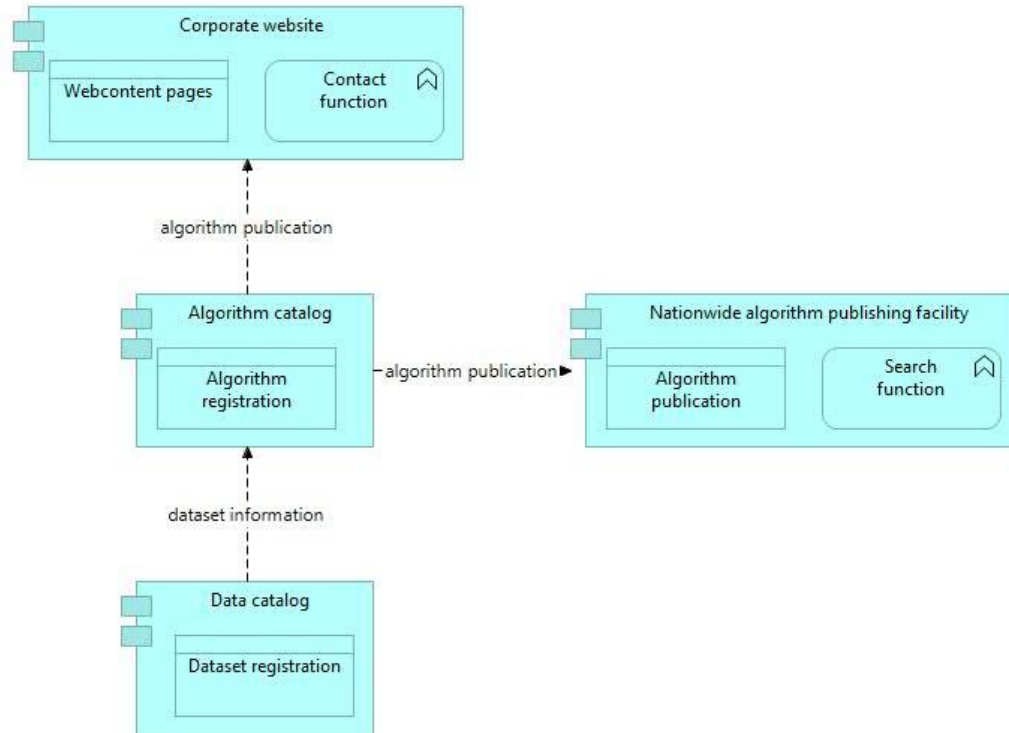 Corporate website
Webcontent pages
Contact
function
algorithm publication
Algorithm catalog
Algorithm
registration
algorithm publication
Nationwide algorithm publishing facility
Algorithm
publication
Search
function
dataset information
Data catalog
Dataset registration